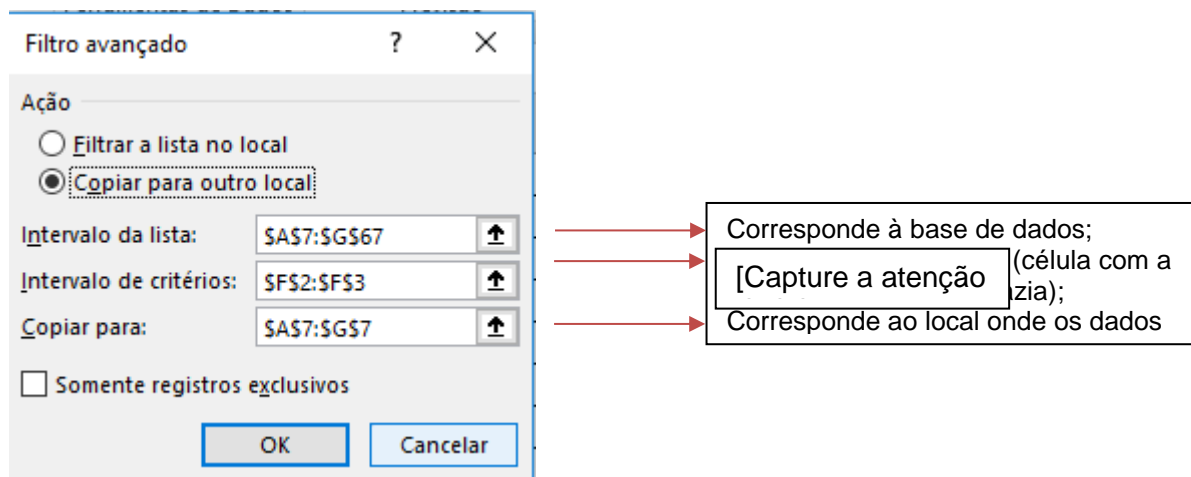 Filtro avançado ? ×
Ação
Filtrar a lista no local
Copiar para outro local
Intervalo da lista: $A$7:$G$67
Intervalo de critérios: $F$2:$F$3
Copiar para: $A$7:$G$7
Somente registros exclusivos
OK Cancelar
Corresponde à base de dados;
(célula com a
[Capture a atenção
azia);
Corresponde ao local onde os dados